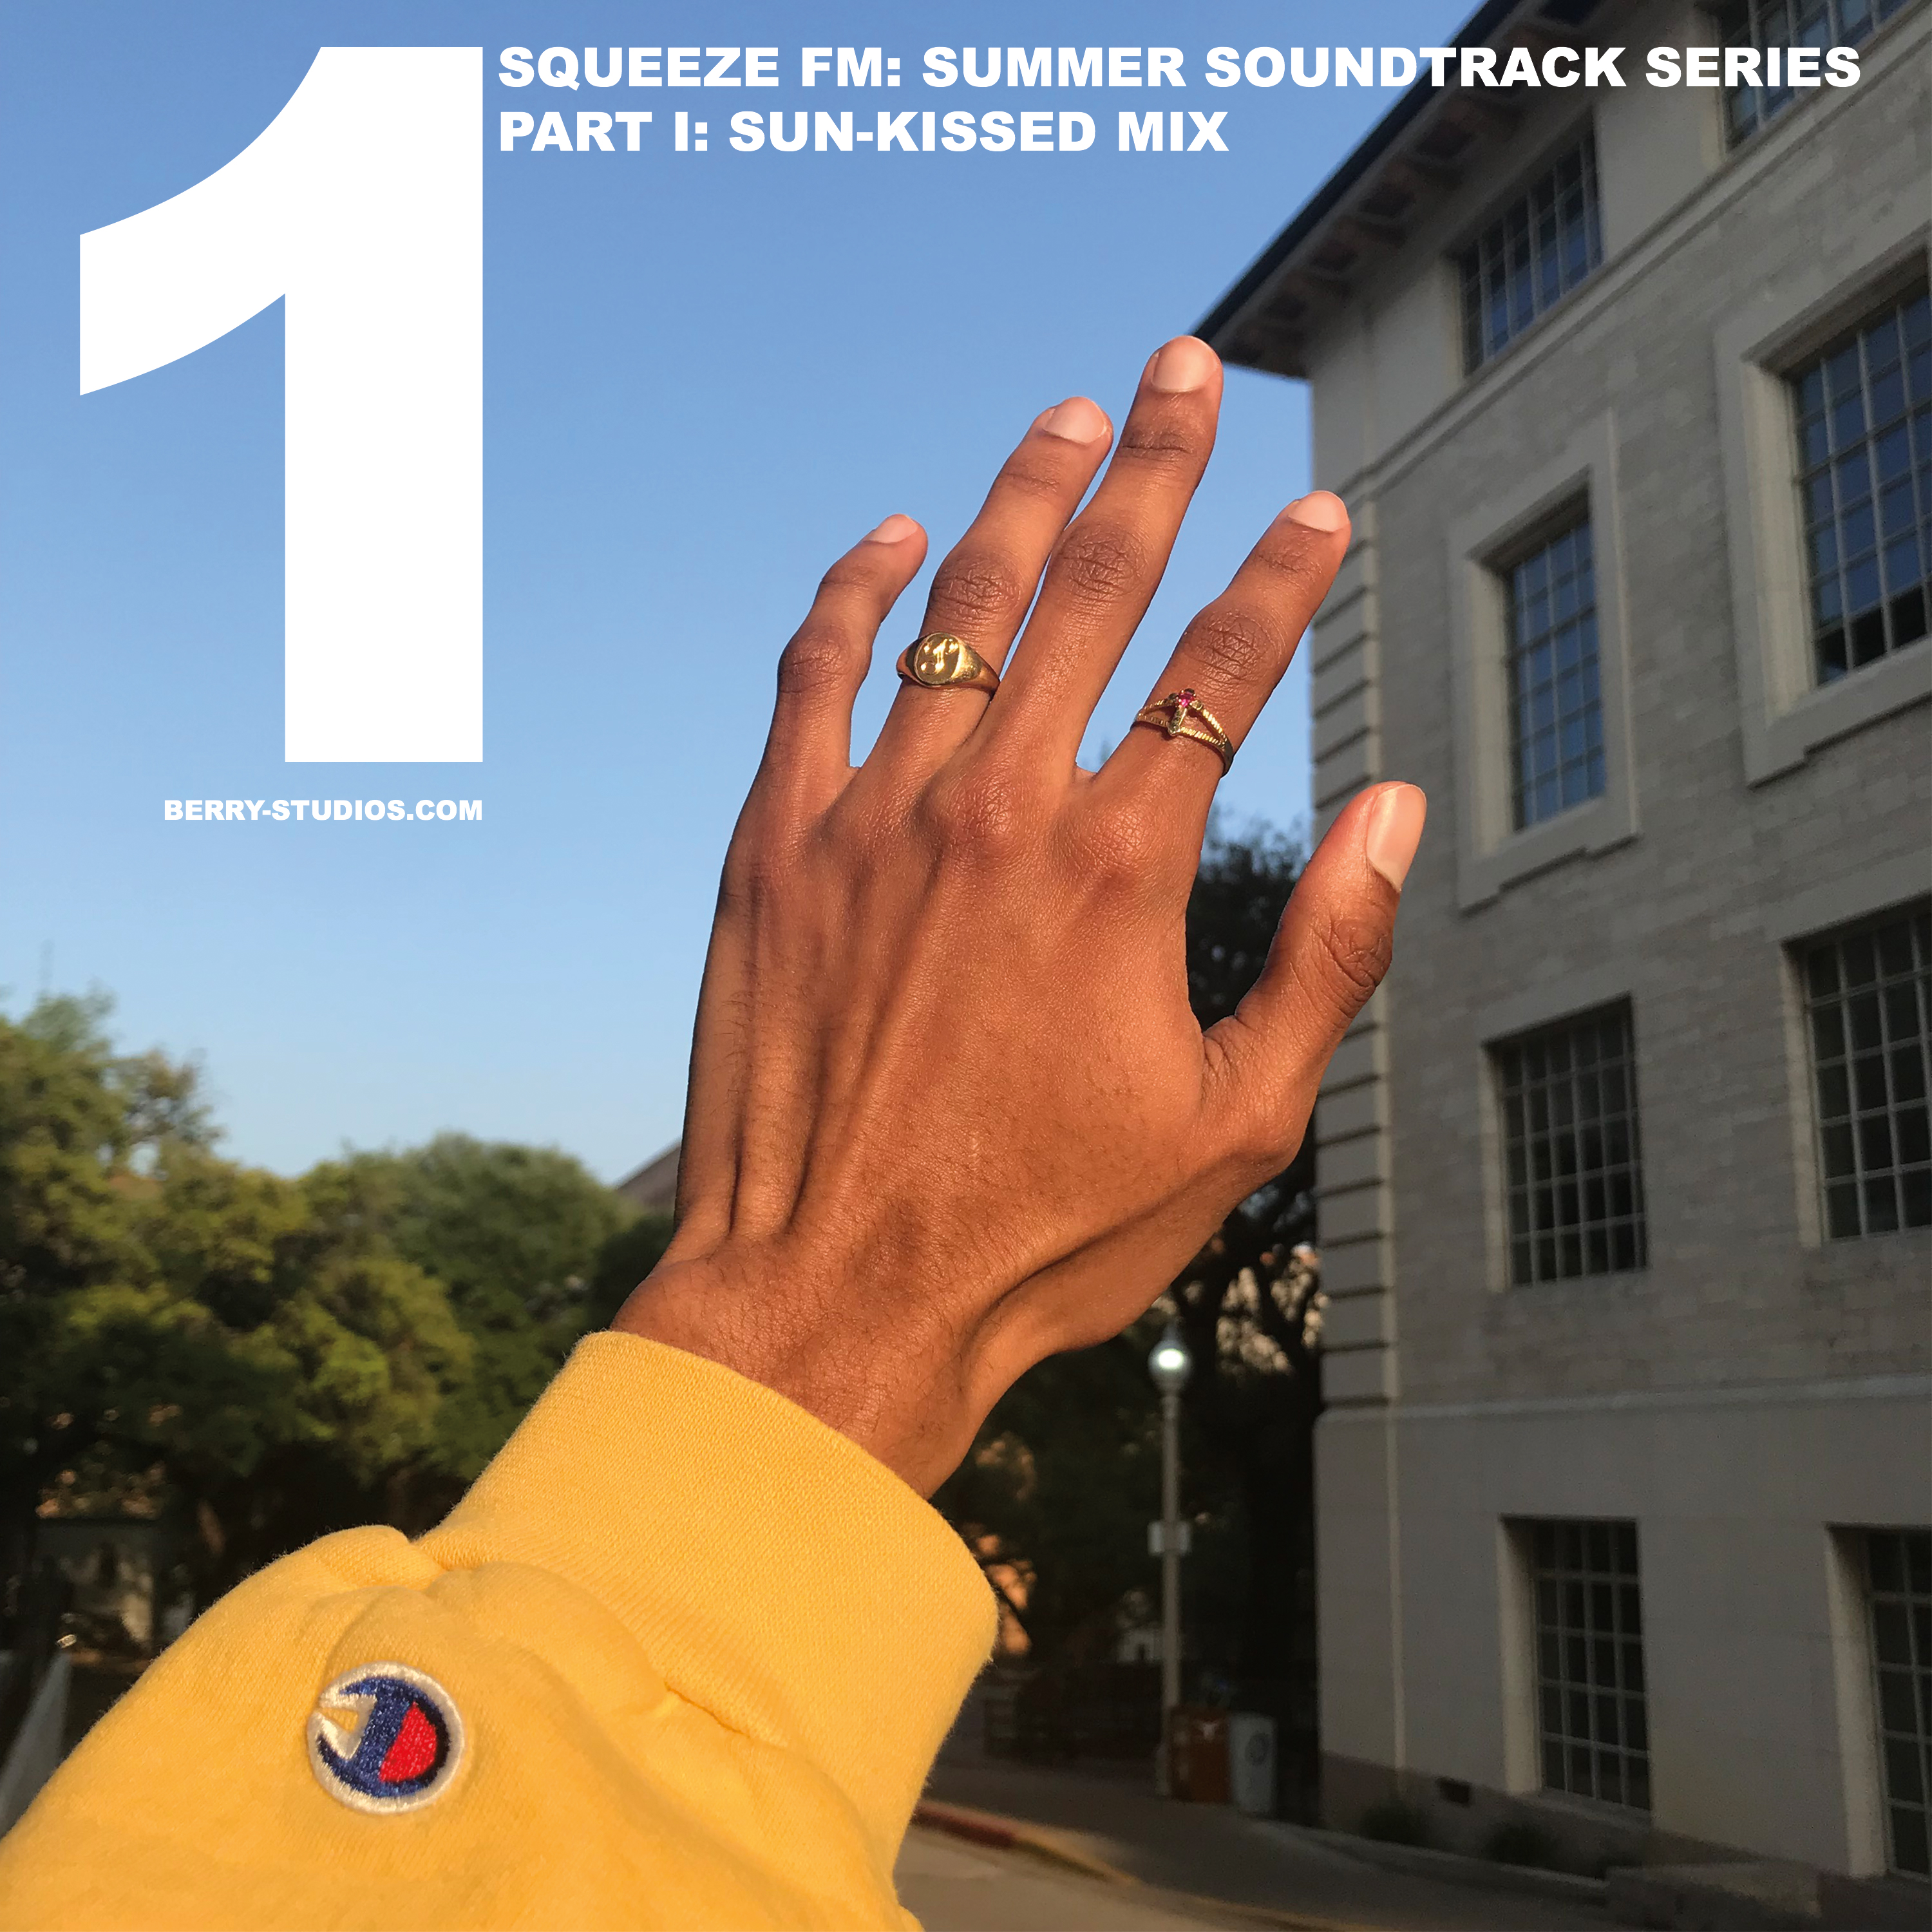 1
SQUEEZE FM: SUMMER SOUNDTRACK SERIES
PART I: SUN-KISSED MIX
BERRY-STUDIOS.COM